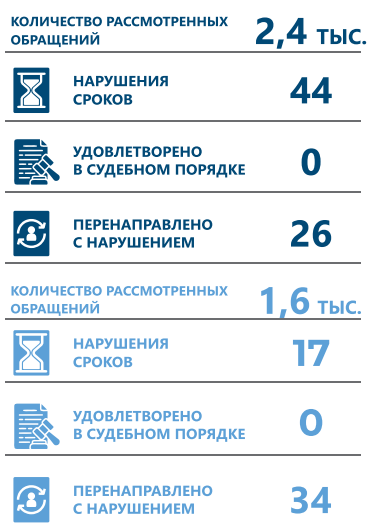 КОЛИЧЕСТВО РАССМОТРЕННЫХ
ОБРАЩЕНИЙ
2,4 ТЫС.
НАРУШЕНИЯ
СРОКОВ
44
УДОВЛЕТВОРЕНО
В СУДЕБНОМ ПОРЯДКЕ
0
ПЕРЕНАПРАВЛЕНО
С НАРУШЕНИЕМ
26
КОЛИЧЕСТВО РАССМОТРЕННЫХ
ОБРАЩЕНИЙ
1,6 ТЫС.
НАРУШЕНИЯ
СРОКОВ
17
УДОВЛЕТВОРЕНО
В СУДЕБНОМ ПОРЯДКЕ
0
ПЕРЕНАПРАВЛЕНО
С НАРУШЕНИЕМ
34